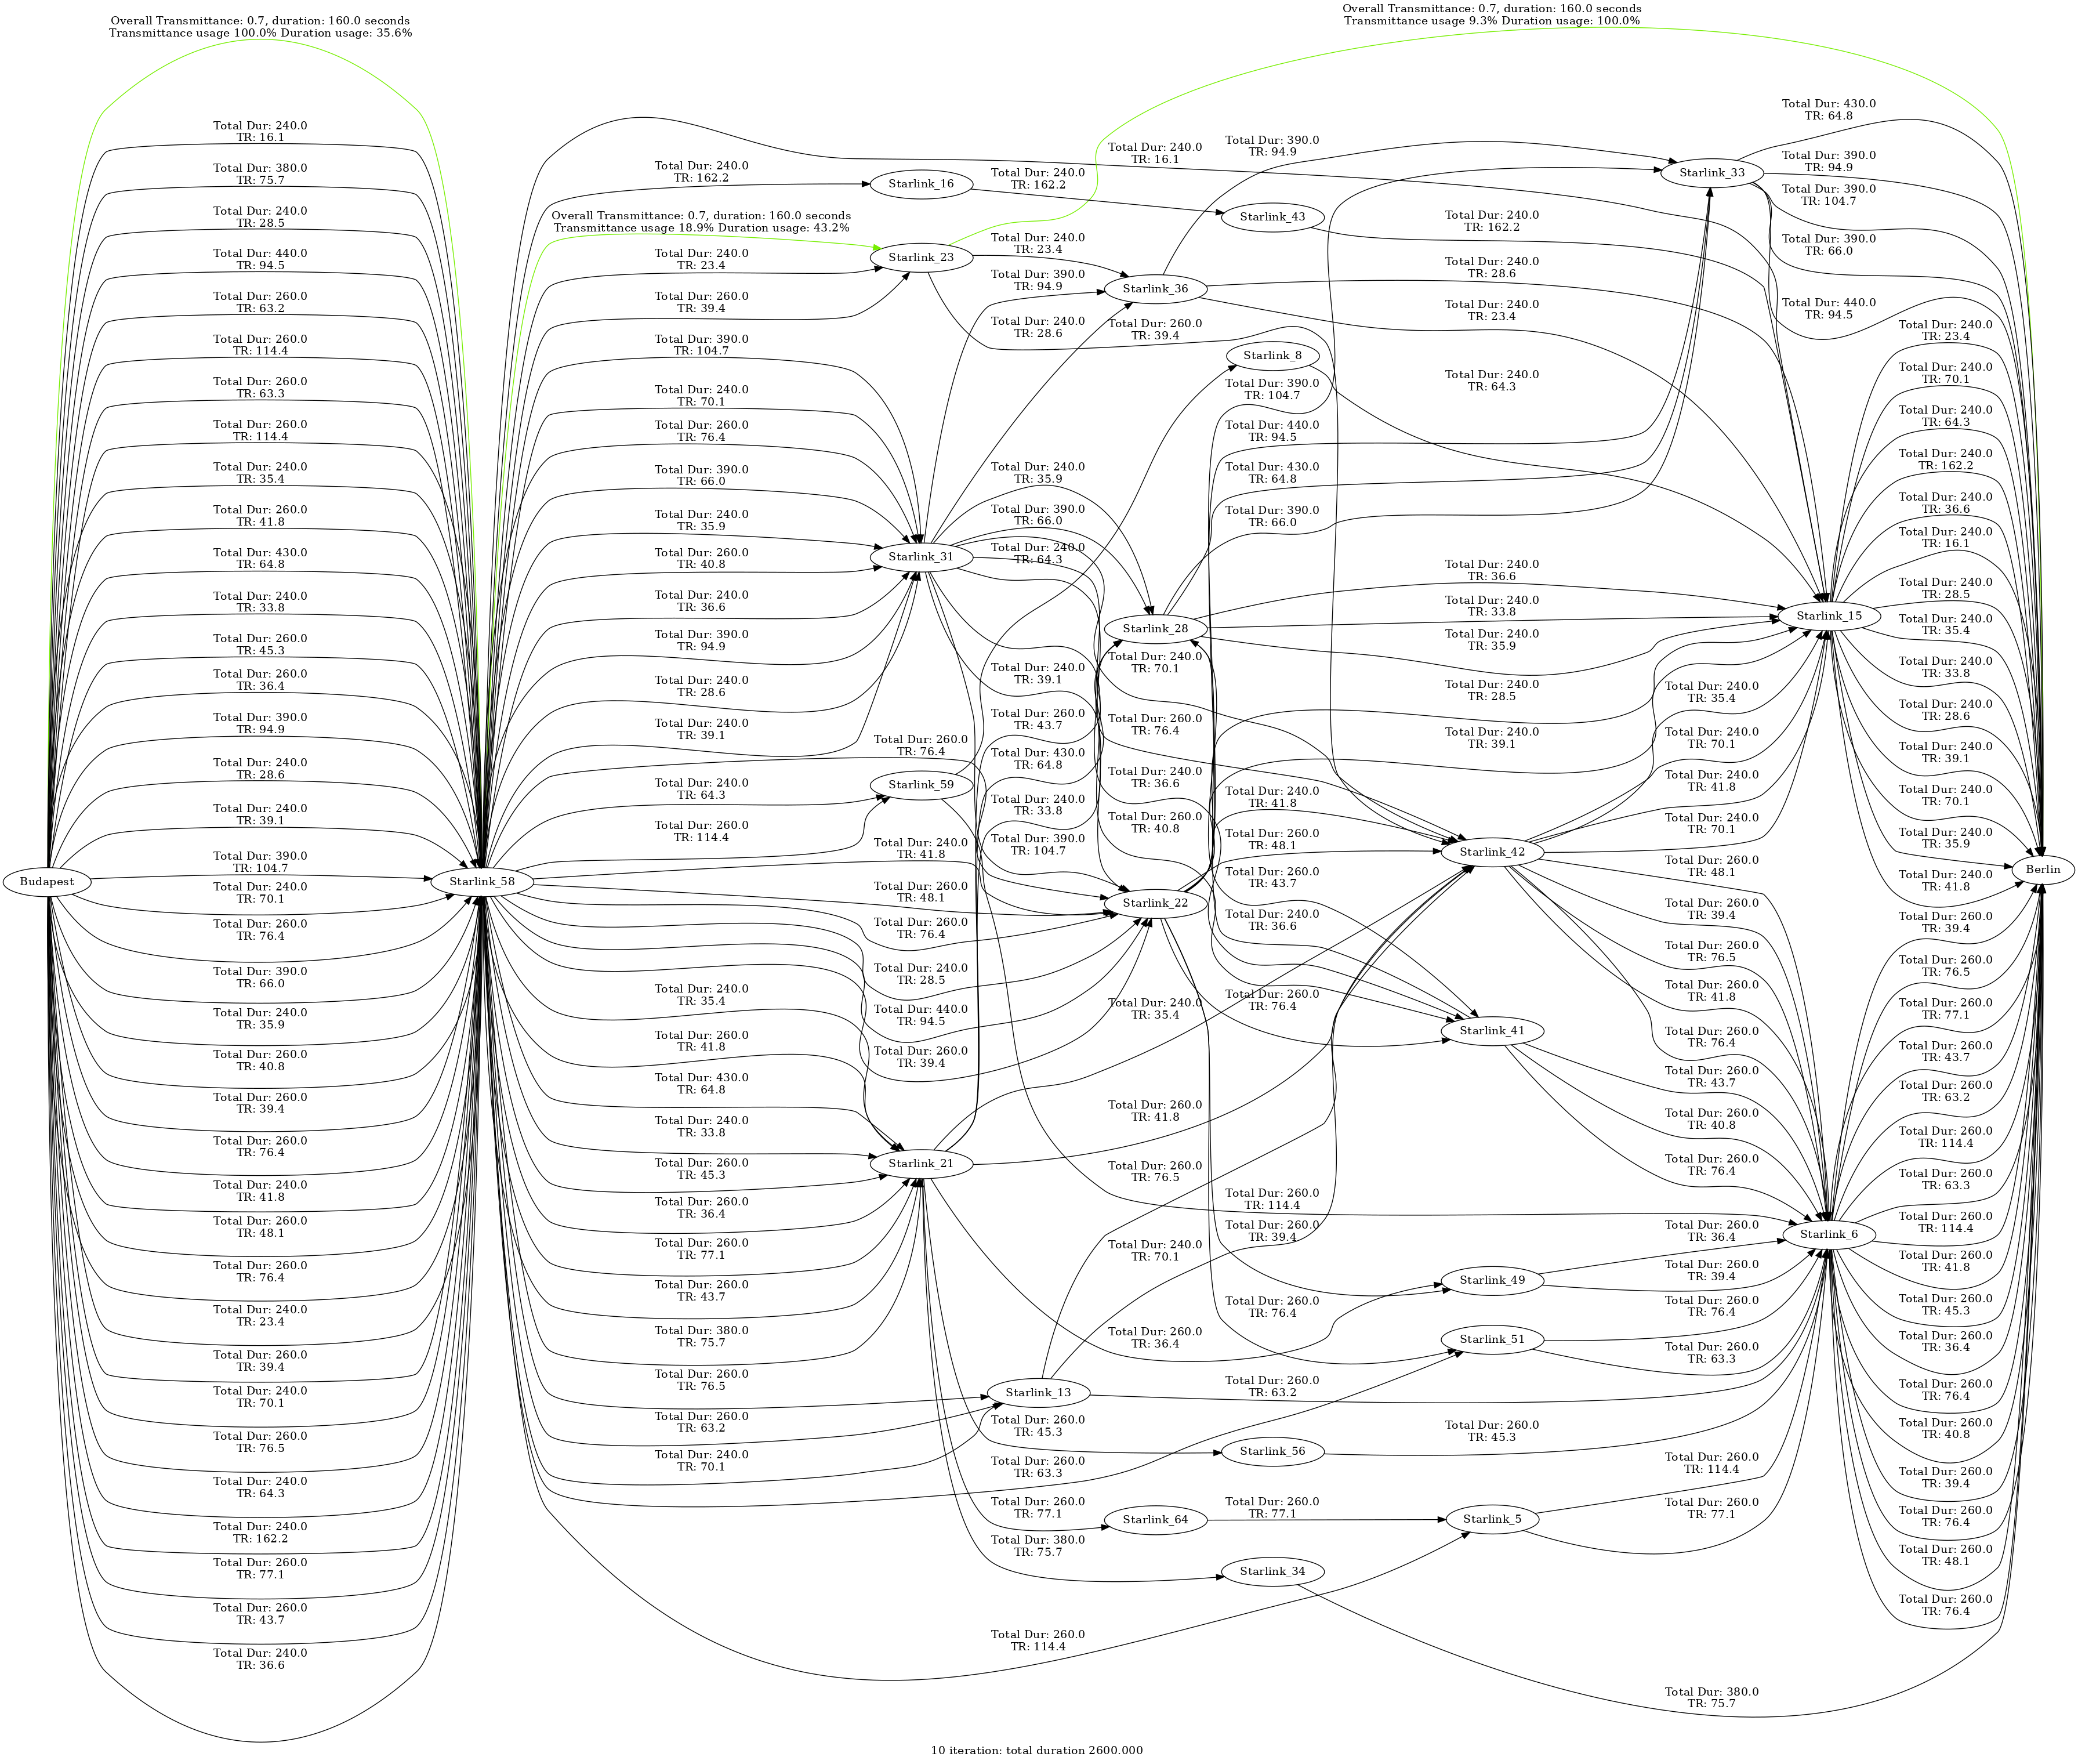 Overall Transmittance: 0.7, duration: 160.0 seconds
Transmittance usage 100.0% Duration usage: 35.6%
Total Dur: 240.0
TR: 16.1
Total Dur: 380.0
TR: 75.7
Total Dur: 240.0
TR: 28.5
Total Dur: 440.0
TR: 94.5
Total Dur: 260.0
TR: 63.2
Total Dur: 260.0
TR: 114.4
Total Dur: 260.0
TR: 63.3
Total Dur: 260.0
TR: 114.4
Total Dur: 240.0
TR: 35.4
Total Dur: 260.0
TR: 41.8
Total Dur: 430.0
TR: 64.8
Total Dur: 240.0
TR: 33.8
Total Dur: 260.0
TR: 45.3
Total Dur: 260.0
TR: 36.4
Total Dur: 390.0
TR: 94.9
Total Dur: 240.0
TR: 28.6
Total Dur: 240.0
TR: 39.1
Total Dur: 390.0
TR: 104.7
Budapest
Total Dur: 240.0
TR: 70.1
Total Dur: 260.0
TR: 76.4
Total Dur: 390.0
TR: 66.0
Total Dur: 240.0
TR: 35.9
Total Dur: 260.0
TR: 40.8
Total Dur: 260.0
TR: 39.4
Total Dur: 260.0
TR: 76.4
Total Dur: 240.0
TR: 41.8
Total Dur: 260.0
TR: 48.1
Total Dur: 260.0
TR: 76.4
Total Dur: 240.0
TR: 23.4
Total Dur: 260.0
TR: 39.4
Total Dur: 240.0
TR: 70.1
Total Dur: 260.0
TR: 76.5
Total Dur: 240.0
TR: 64.3
Total Dur: 240.0
TR: 162.2
Total Dur: 260.0
TR: 77.1
Total Dur: 260.0
TR: 43.7
Total Dur: 240.0
TR: 36.6
Starlink_58
Total Dur: 240.0
TR: 162.2
Overall Transmittance: 0.7, duration: 160.0 seconds
Transmittance usage 18.9% Duration usage: 43.2%
Total Dur: 240.0
TR: 23.4
Total Dur: 260.0
TR: 39.4
Total Dur: 390.0
TR: 104.7
Total Dur: 240.0
TR: 70.1
Total Dur: 260.0
TR: 76.4
Total Dur: 390.0
TR: 66.0
Total Dur: 240.0
TR: 35.9
Total Dur: 260.0
TR: 40.8
Total Dur: 240.0
TR: 36.6
Total Dur: 390.0
TR: 94.9
Total Dur: 240.0
TR: 28.6
Total Dur: 240.0
TR: 39.1
Total Dur: 240.0
TR: 64.3
Total Dur: 260.0
TR: 114.4
Total Dur: 240.0
TR: 35.4
Total Dur: 260.0
TR: 41.8
Total Dur: 430.0
TR: 64.8
Total Dur: 240.0
TR: 33.8
Total Dur: 260.0
TR: 45.3
Total Dur: 260.0
TR: 36.4
Total Dur: 260.0
TR: 77.1
Total Dur: 260.0
TR: 43.7
Total Dur: 380.0
TR: 75.7
Total Dur: 260.0
TR: 76.5
Total Dur: 260.0
TR: 63.2
Total Dur: 240.0
TR: 70.1
Starlink_16
Starlink_23
Starlink_31
Total Dur: 260.0
TR: 76.4
Starlink_59
Total Dur: 240.0
TR: 41.8
Total Dur: 260.0
TR: 48.1
Total Dur: 260.0
TR: 76.4
Total Dur: 240.0
TR: 28.5
Total Dur: 440.0
TR: 94.5
Total Dur: 260.0
TR: 39.4
Starlink_21
Total Dur: 240.0
TR: 162.2
Total Dur: 240.0
TR: 23.4
Total Dur: 390.0
TR: 94.9
Total Dur: 240.0
TR: 28.6
Total Dur: 240.0
TR: 35.9
Total Dur: 390.0
TR: 66.0
Total Dur: 240.0
TR: 64.3
Total Dur: 240.0
TR: 39.1
Total Dur: 260.0
TR: 43.7
Total Dur: 430.0
TR: 64.8
Total Dur: 240.0
TR: 33.8
Total Dur: 390.0
TR: 104.7
Starlink_13
Total Dur: 260.0
TR: 45.3
Total Dur: 260.0
TR: 63.3
Total Dur: 260.0
TR: 77.1
Total Dur: 380.0
TR: 75.7
Total Dur: 260.0
TR: 114.4
Total Dur: 240.0
TR: 16.1
Starlink_36
Total Dur: 260.0
TR: 39.4
Starlink_28
Total Dur: 240.0
TR: 70.1
Total Dur: 260.0
TR: 76.4
Total Dur: 240.0
TR: 36.6
Total Dur: 260.0
TR: 40.8
Starlink_22
Total Dur: 240.0
TR: 35.4
Total Dur: 260.0
TR: 41.8
Total Dur: 260.0
TR: 76.5
Total Dur: 240.0
TR: 70.1
Total Dur: 260.0
TR: 36.4
Starlink_64
Total Dur: 390.0
TR: 94.9
Starlink_43
Starlink_8
Total Dur: 390.0
TR: 104.7
Total Dur: 440.0
TR: 94.5
Total Dur: 430.0
TR: 64.8
Total Dur: 390.0
TR: 66.0
Total Dur: 240.0
TR: 41.8
Total Dur: 260.0
TR: 48.1
Total Dur: 260.0
TR: 43.7
Total Dur: 240.0
TR: 36.6
Total Dur: 260.0
TR: 76.4
Total Dur: 260.0
TR: 114.4
Total Dur: 260.0
TR: 39.4
Total Dur: 260.0
TR: 76.4
Total Dur: 260.0
TR: 63.2
Starlink_56
Total Dur: 260.0
TR: 77.1
Starlink_34
Overall Transmittance: 0.7, duration: 160.0 seconds
Transmittance usage 9.3% Duration usage: 100.0%
Total Dur: 240.0
TR: 162.2
Total Dur: 240.0
TR: 28.6
Total Dur: 240.0
TR: 23.4
Total Dur: 240.0
TR: 64.3
Total Dur: 240.0
TR: 36.6
Total Dur: 240.0
TR: 33.8
Total Dur: 240.0
TR: 35.9
Total Dur: 240.0
TR: 28.5
Total Dur: 240.0
TR: 39.1
Starlink_42
Starlink_41
Starlink_49
Starlink_51
Total Dur: 260.0
TR: 45.3
Starlink_5
Starlink_33
Total Dur: 240.0
TR: 35.4
Total Dur: 240.0
TR: 70.1
Total Dur: 240.0
TR: 41.8
Total Dur: 240.0
TR: 70.1
Total Dur: 260.0
TR: 48.1
Total Dur: 260.0
TR: 39.4
Total Dur: 260.0
TR: 76.5
Total Dur: 260.0
TR: 41.8
Total Dur: 260.0
TR: 76.4
Total Dur: 260.0
TR: 43.7
Total Dur: 260.0
TR: 40.8
Total Dur: 260.0
TR: 76.4
Total Dur: 260.0
TR: 36.4
Total Dur: 260.0
TR: 39.4
Total Dur: 260.0
TR: 76.4
Total Dur: 260.0
TR: 63.3
Total Dur: 260.0
TR: 114.4
Total Dur: 260.0
TR: 77.1
Total Dur: 380.0
TR: 75.7
Total Dur: 430.0
TR: 64.8
Total Dur: 390.0
TR: 94.9
Total Dur: 390.0
TR: 104.7
Total Dur: 390.0
TR: 66.0
Total Dur: 440.0
TR: 94.5
Starlink_15
Starlink_6
Total Dur: 240.0
TR: 23.4
Total Dur: 240.0
TR: 70.1
Total Dur: 240.0
TR: 64.3
Total Dur: 240.0
TR: 162.2
Total Dur: 240.0
TR: 36.6
Total Dur: 240.0
TR: 16.1
Total Dur: 240.0
TR: 28.5
Total Dur: 240.0
TR: 35.4
Total Dur: 240.0
TR: 33.8
Total Dur: 240.0
TR: 28.6
Total Dur: 240.0
TR: 39.1
Total Dur: 240.0
TR: 70.1
Total Dur: 240.0
TR: 35.9
Total Dur: 240.0
TR: 41.8
Berlin
Total Dur: 260.0
TR: 39.4
Total Dur: 260.0
TR: 76.5
Total Dur: 260.0
TR: 77.1
Total Dur: 260.0
TR: 43.7
Total Dur: 260.0
TR: 63.2
Total Dur: 260.0
TR: 114.4
Total Dur: 260.0
TR: 63.3
Total Dur: 260.0
TR: 114.4
Total Dur: 260.0
TR: 41.8
Total Dur: 260.0
TR: 45.3
Total Dur: 260.0
TR: 36.4
Total Dur: 260.0
TR: 76.4
Total Dur: 260.0
TR: 40.8
Total Dur: 260.0
TR: 39.4
Total Dur: 260.0
TR: 76.4
Total Dur: 260.0
TR: 48.1
Total Dur: 260.0
TR: 76.4
10 iteration: total duration 2600.000